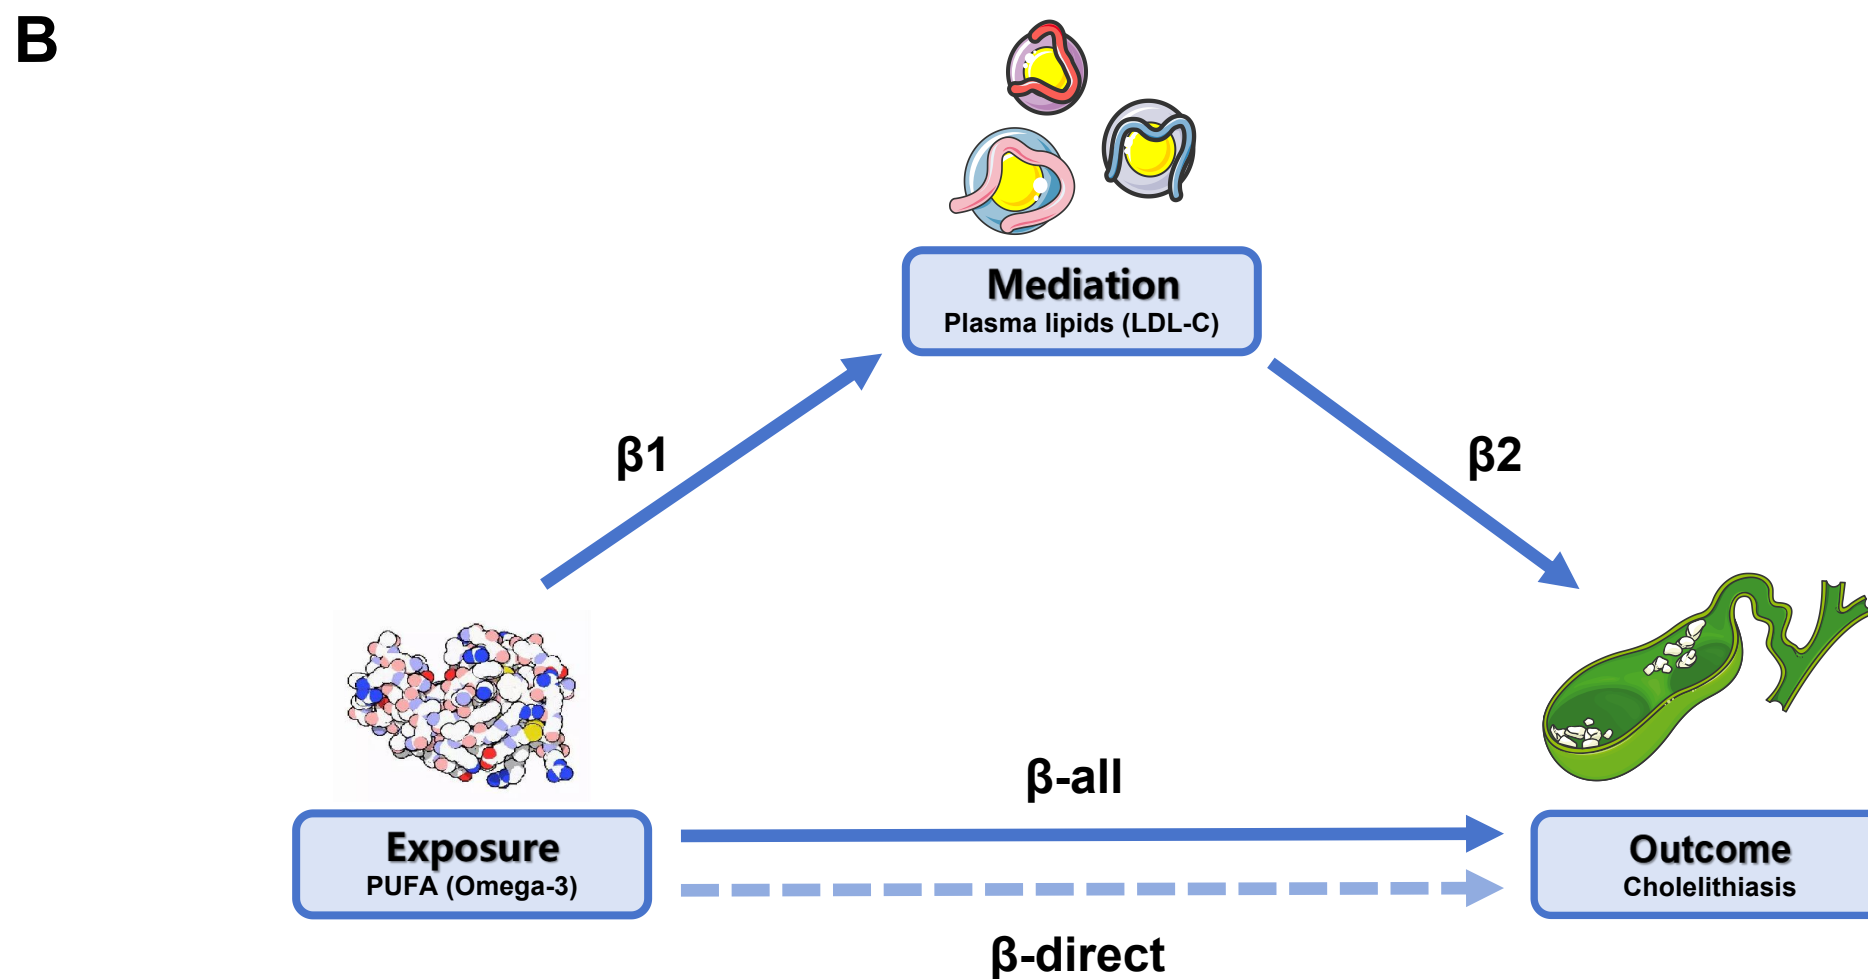 B
Mediation
Plasma lipids (LDL-C)
β1
β2
β-all
Exposure
PUFA (Omega-3)
Outcome
Cholelithiasis
β-direct